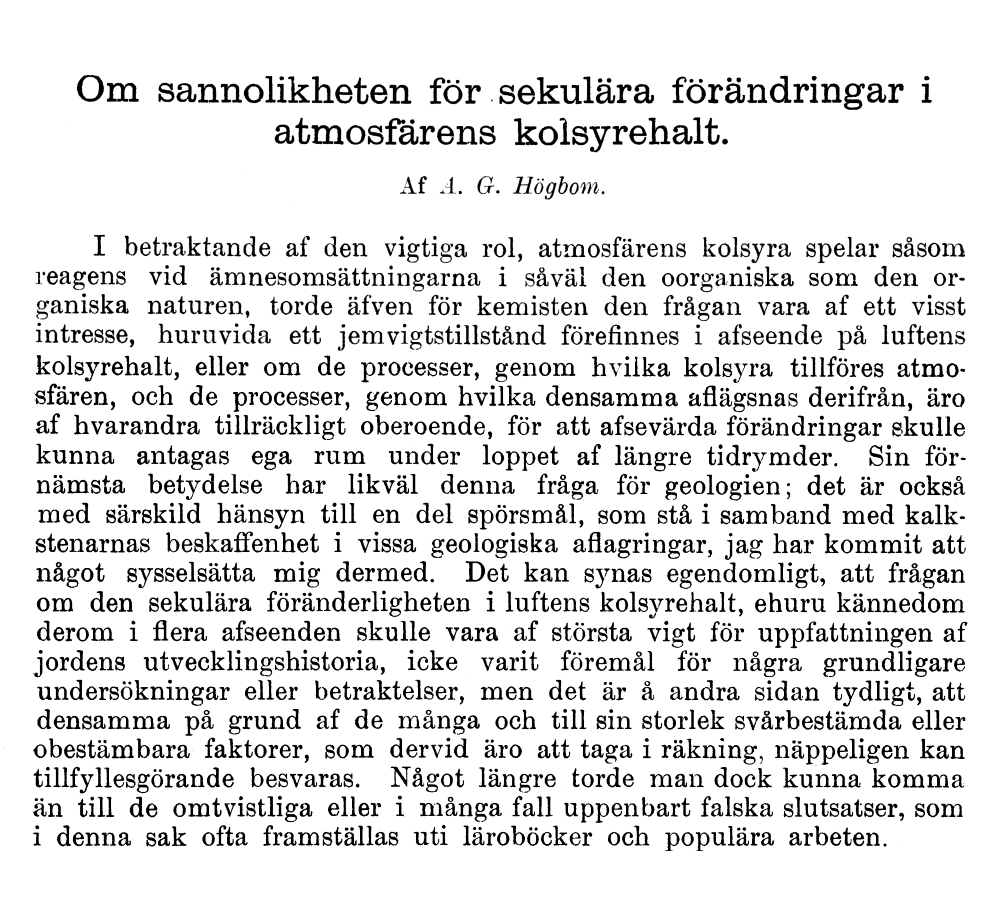 Om sannolikheten för sekulära förändringar i
atmosfärens kolsyrehalt.
Af A. G. Högbom.
I betraktande af den vigtiga rol, atmosfärens kolsyra spelar såsom
reagens vid ämnesomsättningarna i såväl den oorganiska som den or-
ganiska naturen, torde äfven för kemisten den frågan vara af ett visst
intresse, huruvida ett jemvigtstillstånd förefinnes i afseende på luftens
kolsyrehalt, eller om de processer, genom hvilka kolsyra tillföres atmo-
sfären, och de processer, genom hvilka densamma aflägsnas derifrån, äro
af hvarandra tillräckligt oberoende, för att afsevärda förändringar skulle
kunna antagas ega rum under loppet af längre tidrymder. Sin för-
nämsta betydelse har likväl denna fråga för geologien; det är också
med särskild hänsyn till en del spörsmål, som stå i samband med kalk-
stenarnas beskaffenhet i vissa geologiska aflagringar, jag har kommit att
något sysselsätta mig dermed. Det kan synas egendomligt, att frågan
om den sekulära föränderligheten i luftens kolsyrehalt, ehuru kännedom
derom i flera afseenden skulle vara af största vigt för uppfattningen af
jordens utvecklingshistoria, icke varit föremål för några grundligare
undersökningar eller betraktelser, men det är å andra sidan tydligt, att
densamma på grund af de många och till sin storlek svårbestämda eller
obestämbara faktorer, som dervid äro att taga i räkning, näppeligen kan
tillfyllesgörande besvaras. Något längre torde man dock kunna komma
än till de omtvistliga eller i många fall uppenbart falska slutsatser, som
i denna sak ofta framställas uti läroböcker och populära arbeten.